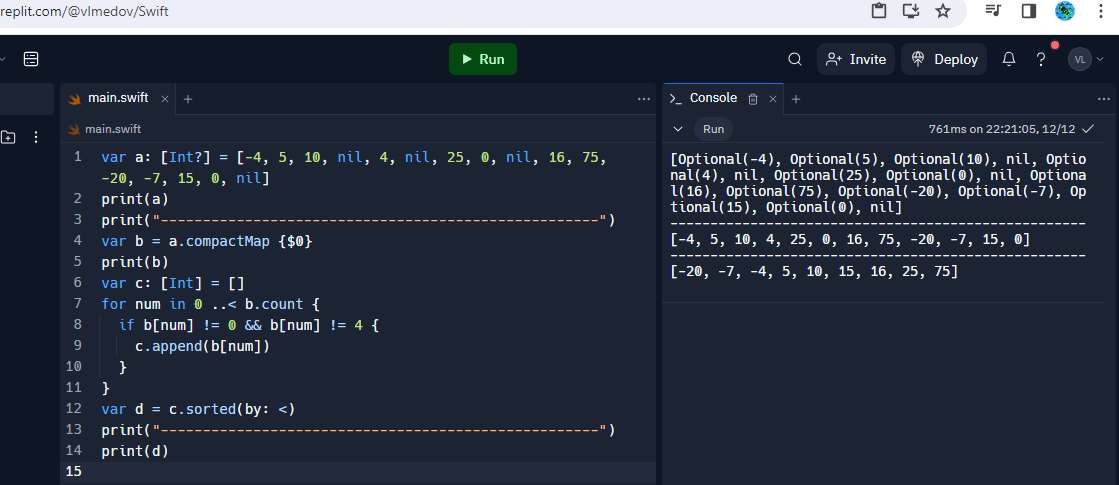 replit.com/@vlmedov/Swift
Run
Invite
Deploy
?
VL
main.swift × +
main.swift
1 var a: [Int?] = [-4, 5, 10, nil, 4, nil, 25, 0, nil, 16, 75,
-20, -7, 15, 0, nil]
2 print(a)
3 print("----------------------------------------------------")
4 var b = a.compactMap {$0}
5 print(b)
6 var c: [Int] = []
7 for num in 0 ..< b.count {
8 if b[num] != 0 && b[num] != 4 {
9 c.append(b[num])
10 }
11 }
12 var d = c.sorted(by: <)
13 print("----------------------------------------------------")
14 print(d)
15
Console × +
Run 761ms on 22:21:05, 12/12
[Optional(-4), Optional(5), Optional(10), nil, Optio
nal(4), nil, Optional(25), Optional(0), nil, Optiona
l(16), Optional(75), Optional(-20), Optional(-7), Op
tional(15), Optional(0), nil]
----------------------------------------------------
[-4, 5, 10, 4, 25, 0, 16, 75, -20, -7, 15, 0]
----------------------------------------------------
[-20, -7, -4, 5, 10, 15, 16, 25, 75]